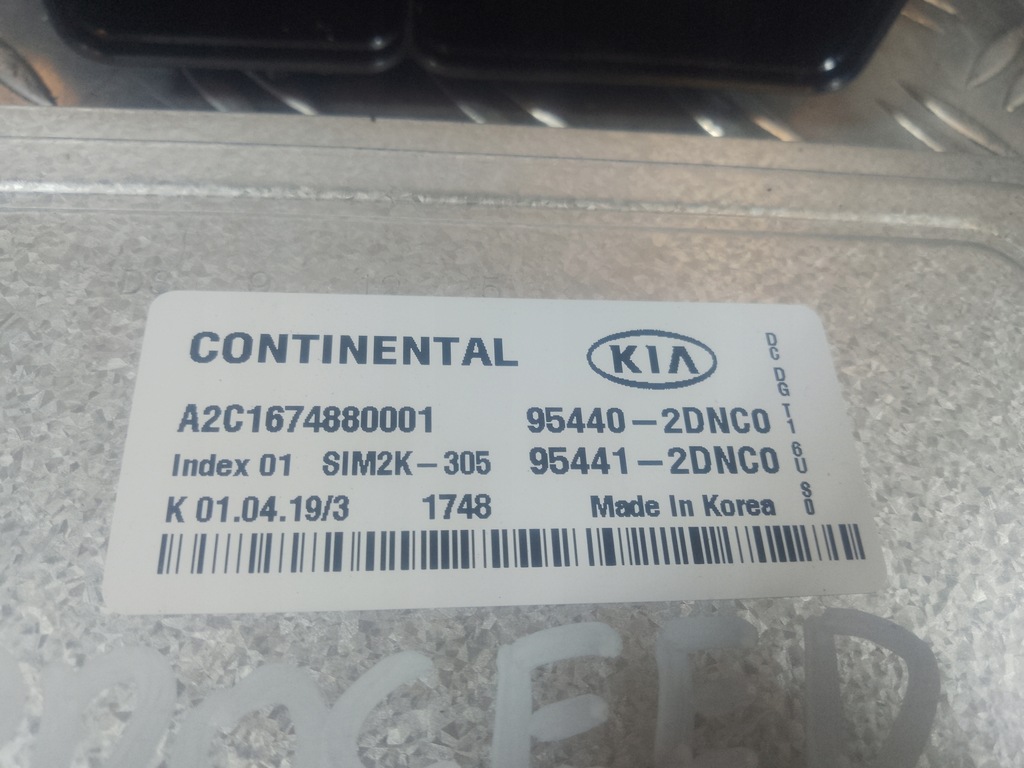 CONTINENTAL KIA
A2C1674880001 95440-2DNC0
Index 01 SIM2K-305 95441-2DNC0
K 01.04.19/3 1748 Made In Korea
DC DG T1 6U S0